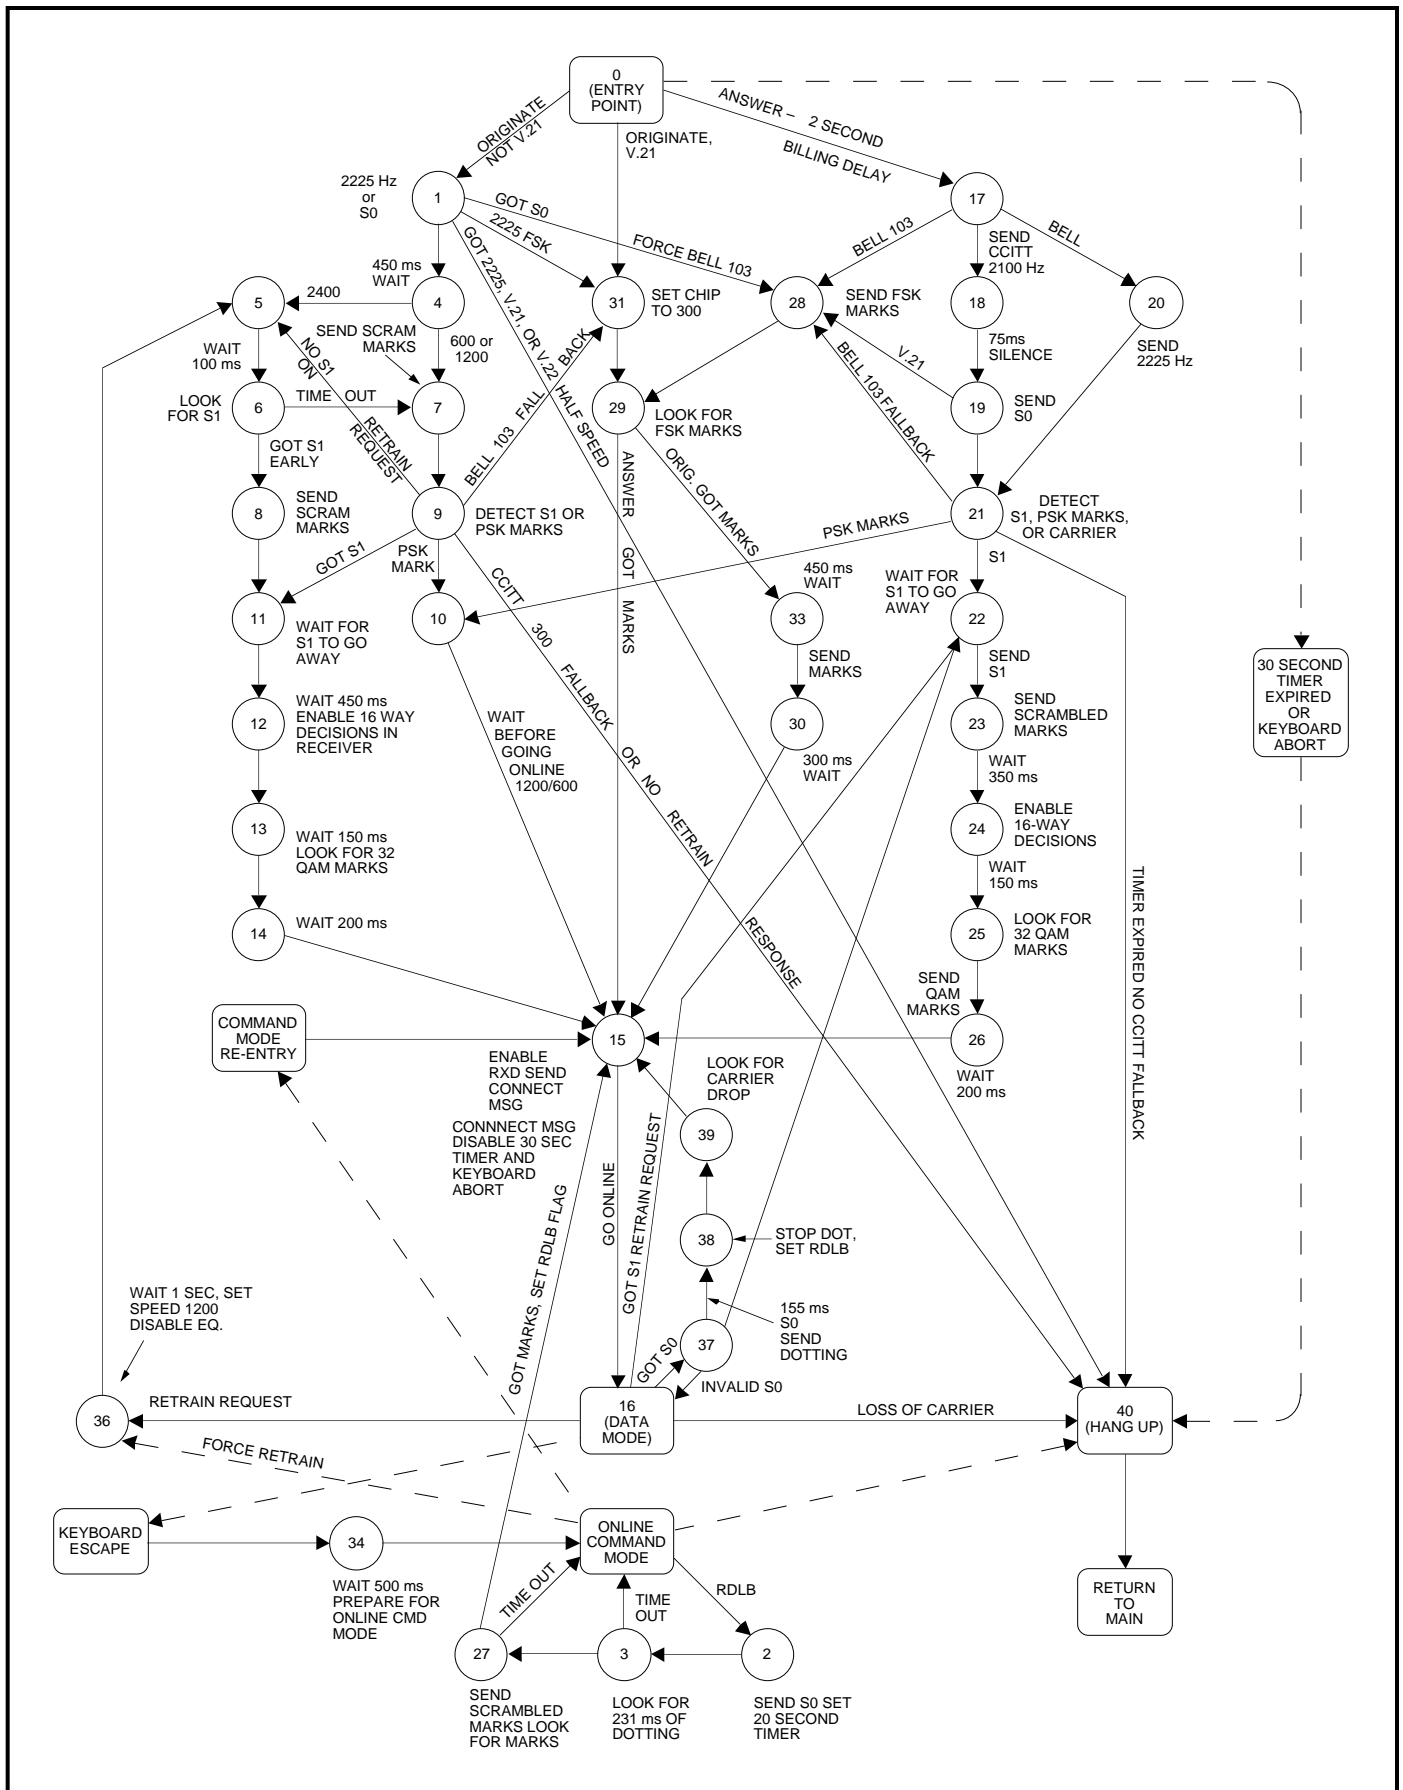 0
(ENTRY
POINT)
ORIGINATE
NOT V.21
ORIGINATE,
V.21
ANSWER – 2 SECOND
BILLING DELAY
2225 Hz
or
S0
1
GOT S0
2225 FSK
FORCE BELL 103
GOT 2225, V.21, OR V.22 HALF SPEED
17
BELL 103
SEND
CCITT
2100 Hz
BELL
450 ms
WAIT
5
2400
4
31
SET CHIP
TO 300
28
SEND FSK
MARKS
18
20
SEND SCRAM
MARKS
600 or
1200
WAIT
100 ms
NO S1
ON
RETRAIN
REQUEST
BELL 103 FALL BACK
75ms
SILENCE
SEND
2225 Hz
V.21
BELL 103 FALLBACK
LOOK
FOR S1
6
TIME OUT
7
29
LOOK FOR
FSK MARKS
19
SEND
S0
GOT S1
EARLY
ANSWER GOT MARKS
ORIG. GOT MARKS
8
SEND
SCRAM
MARKS
9
DETECT S1 OR
PSK MARKS
PSK MARKS
21
DETECT
S1, PSK MARKS,
OR CARRIER
GOT S1
PSK
MARK
CCITT 300 FALLBACK OR NO RETRAIN RESPONSE
450 ms
WAIT
WAIT FOR
S1 TO GO
AWAY
S1
11
WAIT FOR
S1 TO GO
AWAY
10
33
22
SEND
MARKS
SEND
S1
30 SECOND
TIMER
EXPIRED
OR
KEYBOARD
ABORT
12
WAIT 450 ms
ENABLE 16 WAY
DECISIONS IN
RECEIVER
WAIT
BEFORE
GOING
ONLINE
1200/600
30
300 ms
WAIT
23
SEND
SCRAMBLED
MARKS
WAIT
350 ms
13
WAIT 150 ms
LOOK FOR 32
QAM MARKS
24
ENABLE
16-WAY
DECISIONS
WAIT
150 ms
TIMER EXPIRED NO CCITT FALLBACK
14
WAIT 200 ms
25
LOOK FOR
32 QAM
MARKS
SEND
QAM
MARKS
COMMAND
MODE
RE-ENTRY
15
26
WAIT
200 ms
ENABLE
RXD SEND
CONNECT
MSG
LOOK FOR
CARRIER
DROP
CONNNECT MSG
DISABLE 30 SEC
TIMER AND
KEYBOARD
ABORT
39
GO ONLINE
GOT S1 RETRAIN REQUEST
GOT MARKS, SET RDLB FLAG
38
STOP DOT,
SET RDLB
WAIT 1 SEC, SET
SPEED 1200
DISABLE EQ.
155 ms
S0
SEND
DOTTING
37
GOT S0
INVALID S0
36
RETRAIN REQUEST
16
(DATA
MODE)
LOSS OF CARRIER
40
(HANG UP)
FORCE RETRAIN
KEYBOARD
ESCAPE
34
ONLINE
COMMAND
MODE
WAIT 500 ms
PREPARE FOR
ONLINE CMD
MODE
TIME OUT
TIME
OUT
RDLB
RETURN
TO
MAIN
27
3
2
SEND
SCRAMBLED
MARKS LOOK
FOR MARKS
LOOK FOR
231 ms OF
DOTTING
SEND S0 SET
20 SECOND
TIMER